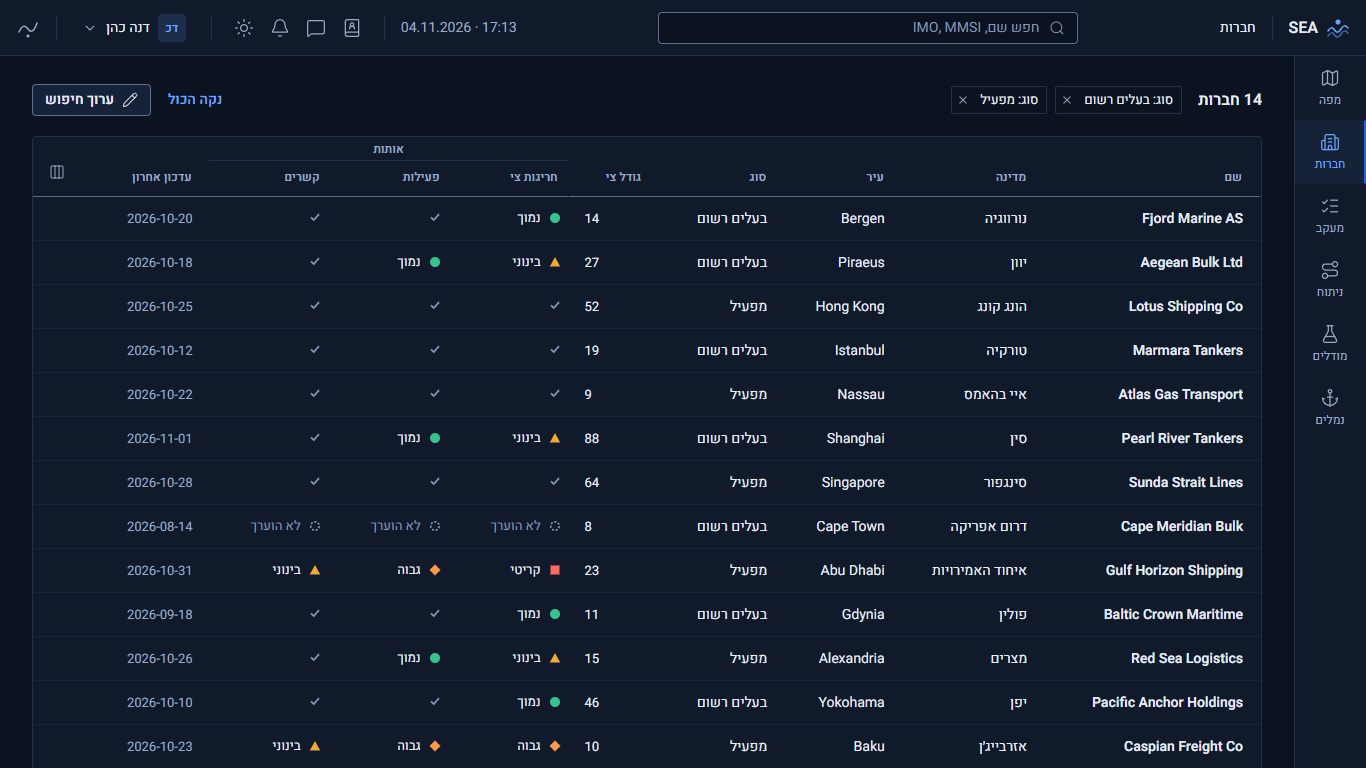 SEA
חברות
חפש שם, IMO, MMSI
04.11.2026 · 17:13
דכ
דנה כהן
מפה
חברות
מעקב
ניתוח
מודלים
נמלים
14 חברות
סוג: בעלים רשום ×
סוג: מפעיל ×
נקה הכול
ערוך חיפוש
אותות
שם מדינה עיר סוג גודל צי חריגות צי פעילות קשרים עדכון אחרון
Fjord Marine AS נורווגיה Bergen בעלים רשום 14 נמוך ✓ ✓ 2026-10-20
Aegean Bulk Ltd יוון Piraeus בעלים רשום 27 בינוני נמוך ✓ 2026-10-18
Lotus Shipping Co הונג קונג Hong Kong מפעיל 52 ✓ ✓ ✓ 2026-10-25
Marmara Tankers טורקיה Istanbul בעלים רשום 19 ✓ ✓ ✓ 2026-10-12
Atlas Gas Transport איי בהאמס Nassau מפעיל 9 ✓ ✓ ✓ 2026-10-22
Pearl River Tankers סין Shanghai בעלים רשום 88 בינוני נמוך ✓ 2026-11-01
Sunda Strait Lines סינגפור Singapore מפעיל 64 ✓ ✓ ✓ 2026-10-28
Cape Meridian Bulk דרום אפריקה Cape Town בעלים רשום 8 לא הוערך לא הוערך לא הוערך 2026-08-14
Gulf Horizon Shipping איחוד האמירויות Abu Dhabi מפעיל 23 קריטי גבוה בינוני 2026-10-31
Baltic Crown Maritime פולין Gdynia בעלים רשום 11 נמוך ✓ ✓ 2026-09-18
Red Sea Logistics מצרים Alexandria מפעיל 15 בינוני נמוך ✓ 2026-10-26
Pacific Anchor Holdings יפן Yokohama בעלים רשום 46 נמוך ✓ ✓ 2026-10-10
Caspian Freight Co אזרבייג'ן Baku מפעיל 10 גבוה גבוה בינוני 2026-10-23